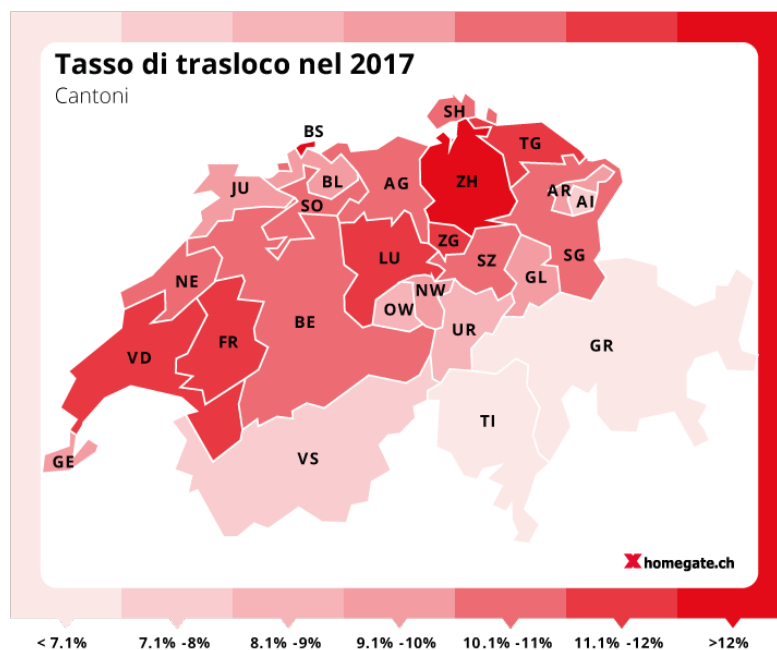 Tasso di trasloco nel 2017
Cantoni
SH
BS
TG
JU
BL
AG
ZH
AR
AI
SO
ZG
LU
SZ
SG
NE
NW
GL
OW
BE
UR
FR
GR
VD
TI
VS
GE
homegate.ch
< 7.1% 7.1% -8% 8.1% -9% 9.1% -10% 10.1% -11% 11.1% -12% >12%